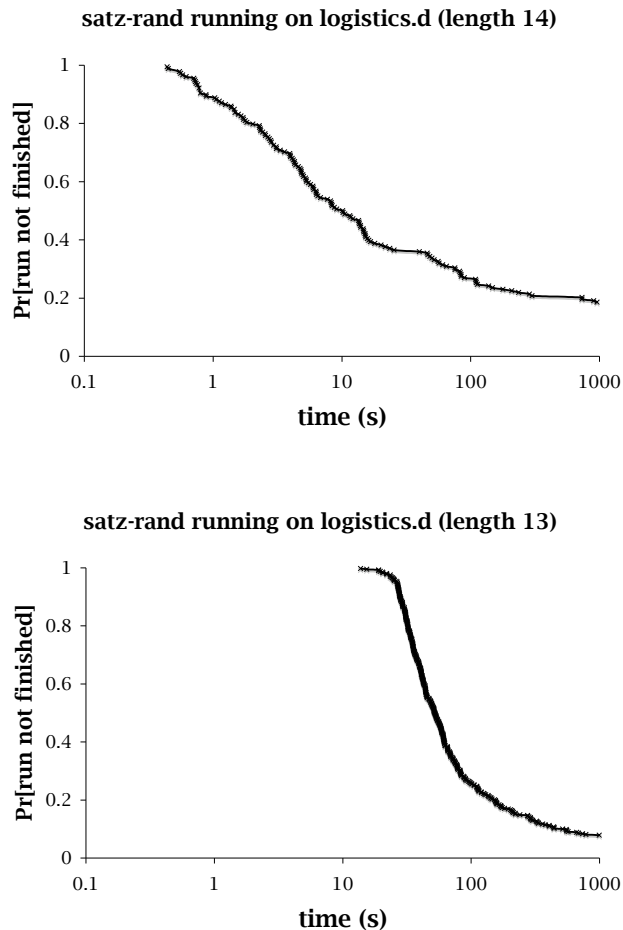 satz-rand running on logistics.d (length 14)
Pr[run not finished]
1
0.8
0.6
0.4
0.2
0
0.1 1 10 100 1000
time (s)
satz-rand running on logistics.d (length 13)
Pr[run not finished]
1
0.8
0.6
0.4
0.2
0
0.1 1 10 100 1000
time (s)